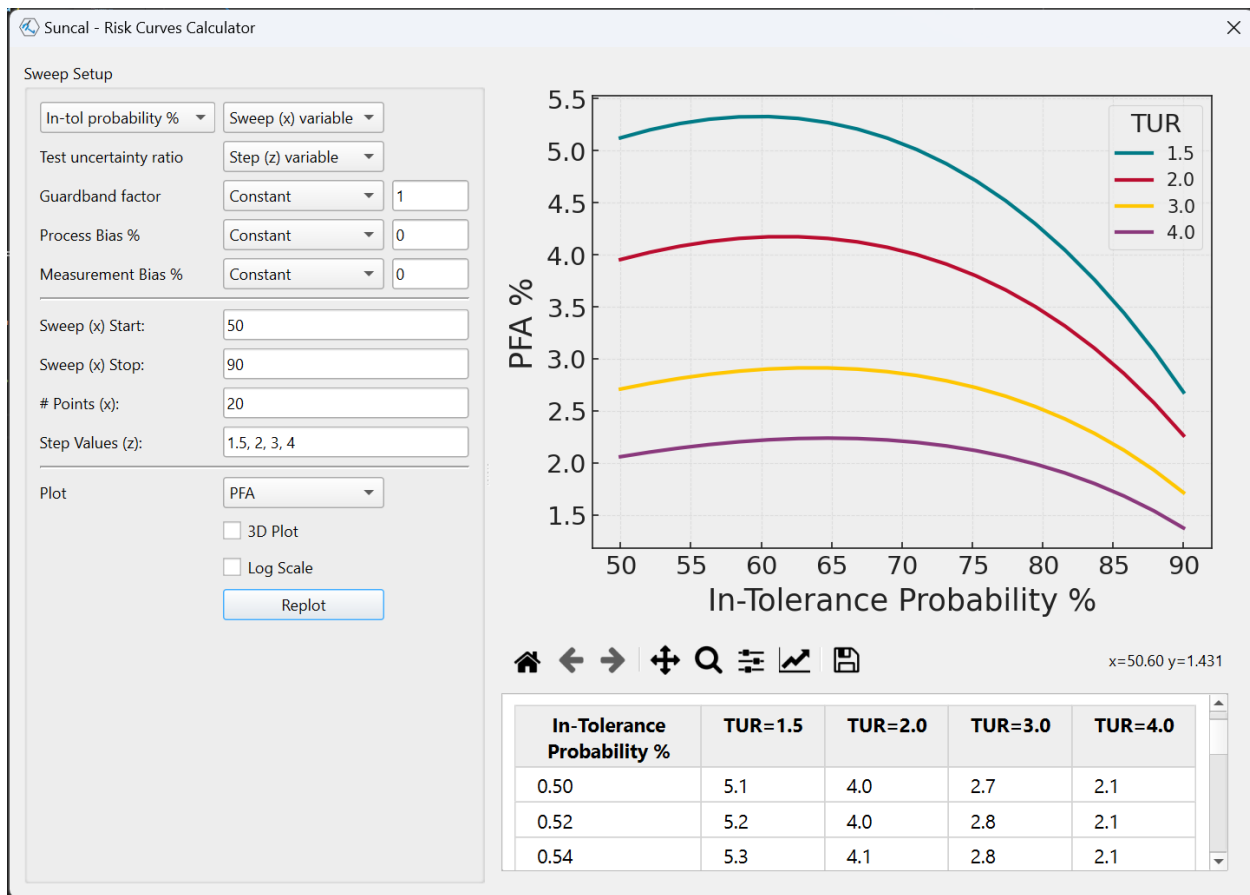 Suncal - Risk Curves Calculator
Sweep Setup
In-tol probability % Sweep (x) variable
Test uncertainty ratio Step (z) variable
Guardband factor Constant 1
Process Bias % Constant 0
Measurement Bias % Constant 0
Sweep (x) Start: 50
Sweep (x) Stop: 90
# Points (x): 20
Step Values (z): 1.5, 2, 3, 4
Plot PFA
3D Plot
Log Scale
Replot
PFA %
5.5
5.0
4.5
4.0
3.5
3.0
2.5
2.0
1.5
TUR
1.5
2.0
3.0
4.0
50 55 60 65 70 75 80 85 90
In-Tolerance Probability %
x=50.60 y=1.431
In-Tolerance Probability % TUR=1.5 TUR=2.0 TUR=3.0 TUR=4.0
0.50 5.1 4.0 2.7 2.1
0.52 5.2 4.0 2.8 2.1
0.54 5.3 4.1 2.8 2.1